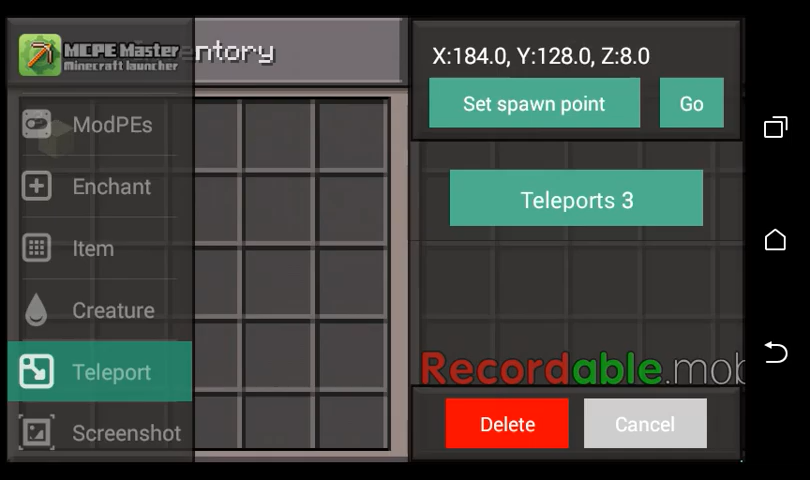 MCPE Master
Minecraft launcher
entory
ModPEs
Enchant
Item
Creature
Teleport
Screenshot
X:184.0, Y:128.0, Z:8.0
Set spawn point
Go
Teleports 3
Recordable.mob
Delete
Cancel